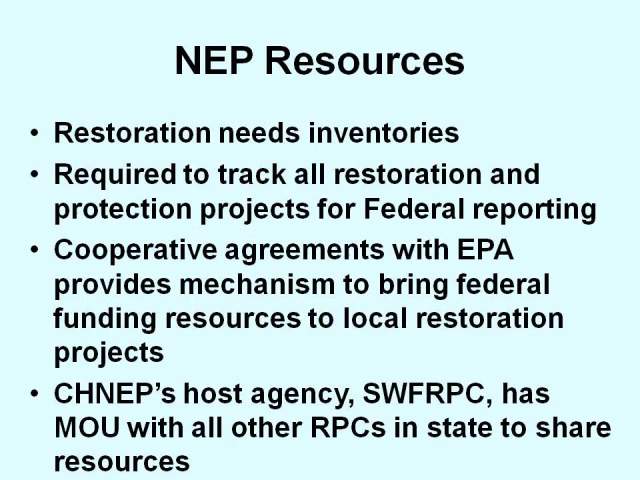 NEP Resources
• Restoration needs inventories
• Required to track all restoration and
protection projects for Federal reporting
• Cooperative agreements with EPA
provides mechanism to bring federal
funding resources to local restoration
projects
• CHNEP’s host agency, SWFRPC, has
MOU with all other RPCs in state to share
resources